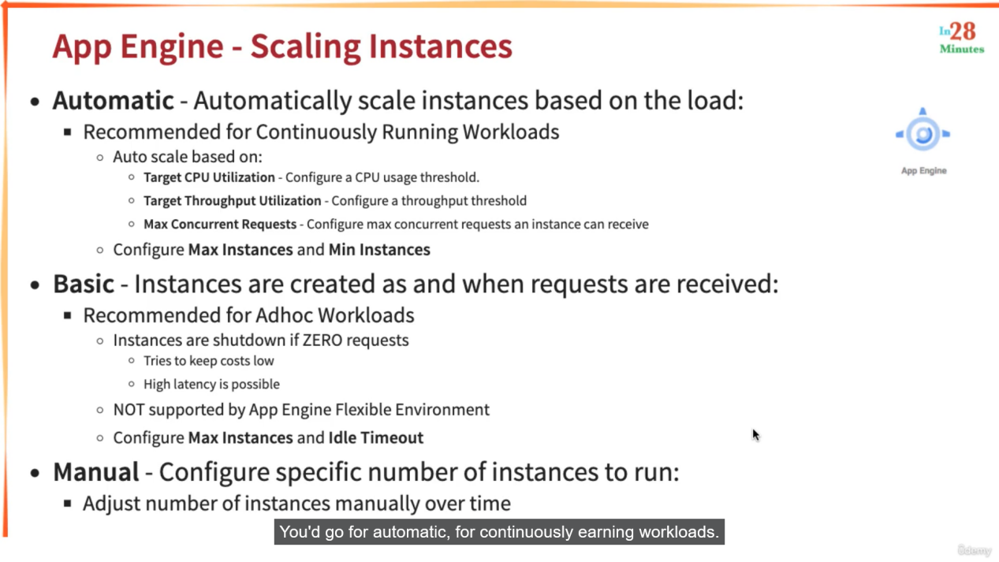 App Engine - Scaling Instances
In28
Minutes
• Automatic - Automatically scale instances based on the load:
▪ Recommended for Continuously Running Workloads
○ Auto scale based on:
○ Target CPU Utilization - Configure a CPU usage threshold.
○ Target Throughput Utilization - Configure a throughput threshold
○ Max Concurrent Requests - Configure max concurrent requests an instance can receive
○ Configure Max Instances and Min Instances
App Engine
• Basic - Instances are created as and when requests are received:
▪ Recommended for Adhoc Workloads
○ Instances are shutdown if ZERO requests
○ Tries to keep costs low
○ High latency is possible
○ NOT supported by App Engine Flexible Environment
○ Configure Max Instances and Idle Timeout
• Manual - Configure specific number of instances to run:
▪ Adjust number of instances manually over time
You'd go for automatic, for continuously earning workloads.
ûdemy